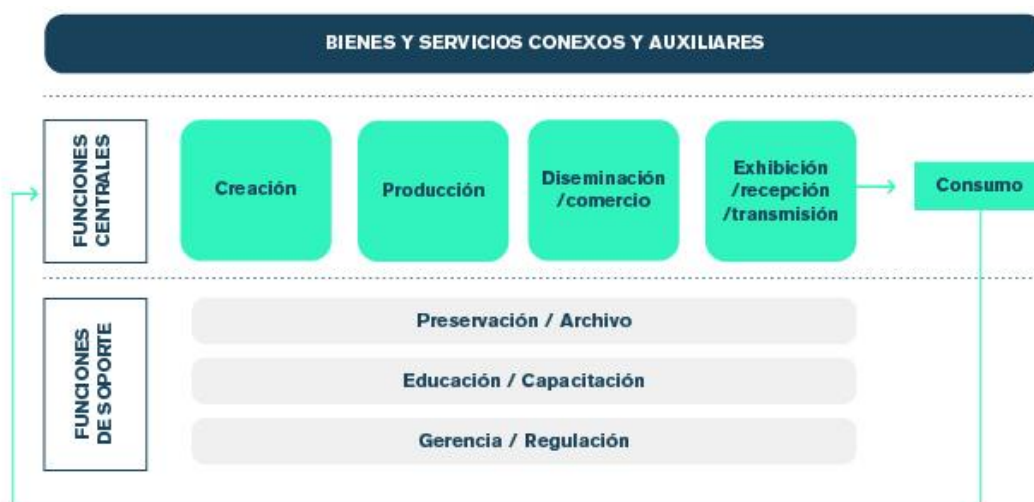 BIENES Y SERVICIOS CONEXOS Y AUXILIARES
FUNCIONES
CENTRALES
Creación
Producción
Diseminación
/comercio
Exhibición
/recepción
/transmisión
Consumo
FUNCIONES
DE SOPORTE
Preservación / Archivo
Educación / Capacitación
Gerencia / Regulación